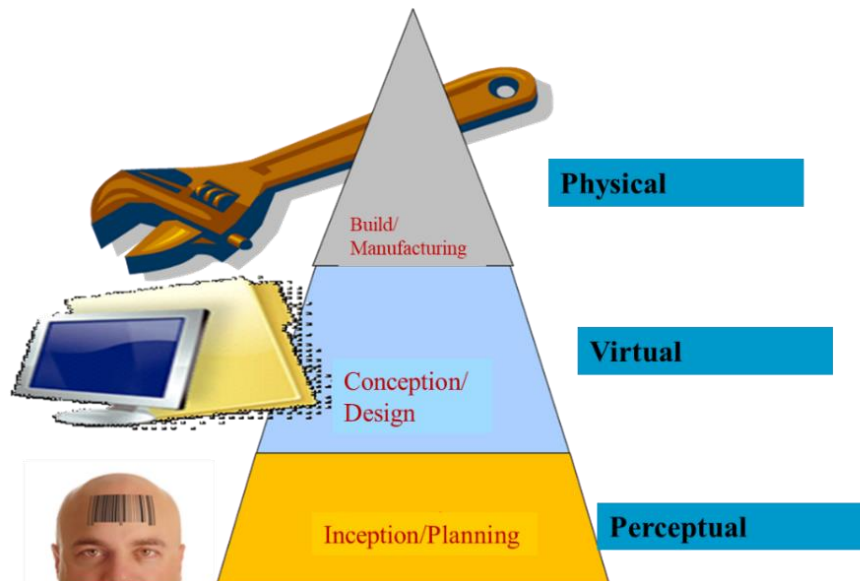 Physical
Build/
Manufacturing
Virtual
Conception/
Design
Perceptual
Inception/Planning